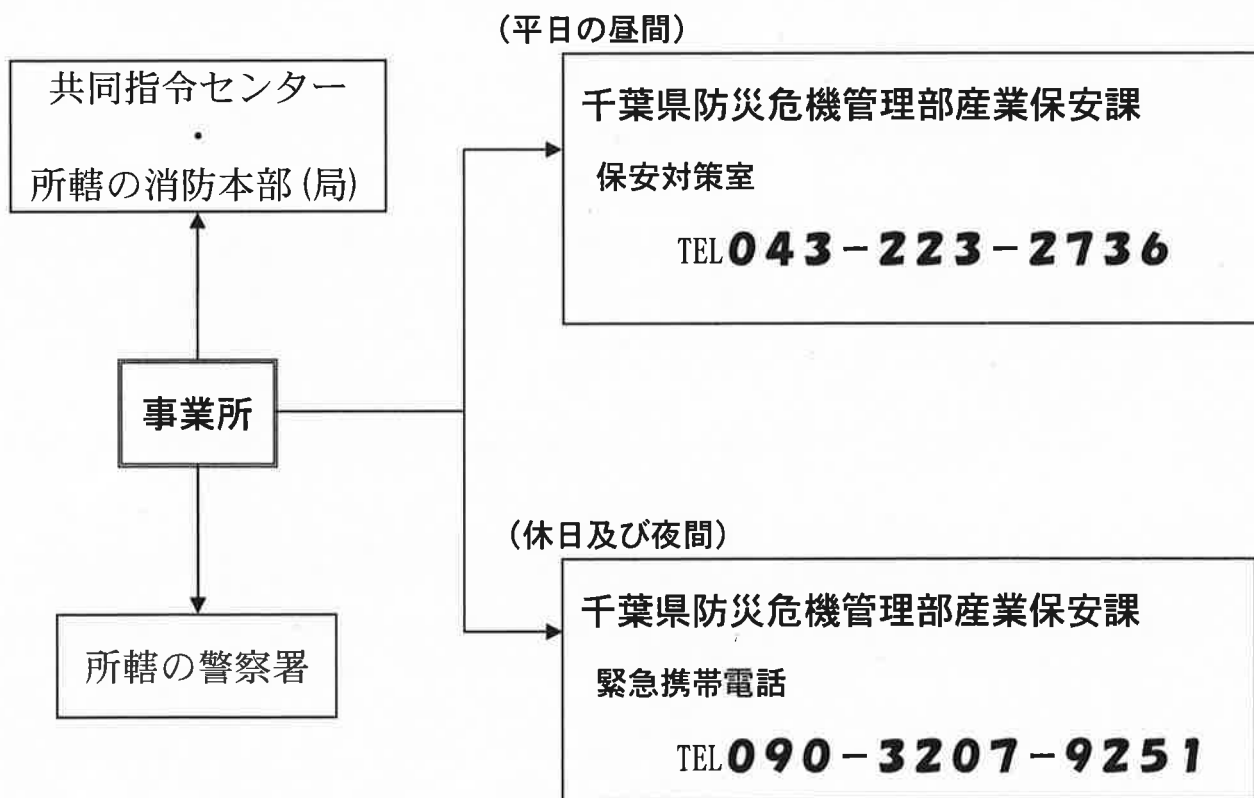 (平日の昼間)
共同指令センター
・
所轄の消防本部(局)
千葉県防災危機管理部産業保安課
保安対策室
TEL043-223-2736
事業所
(休日及び夜間)
千葉県防災危機管理部産業保安課
緊急携帯電話
TEL090-3207-9251
所轄の警察署